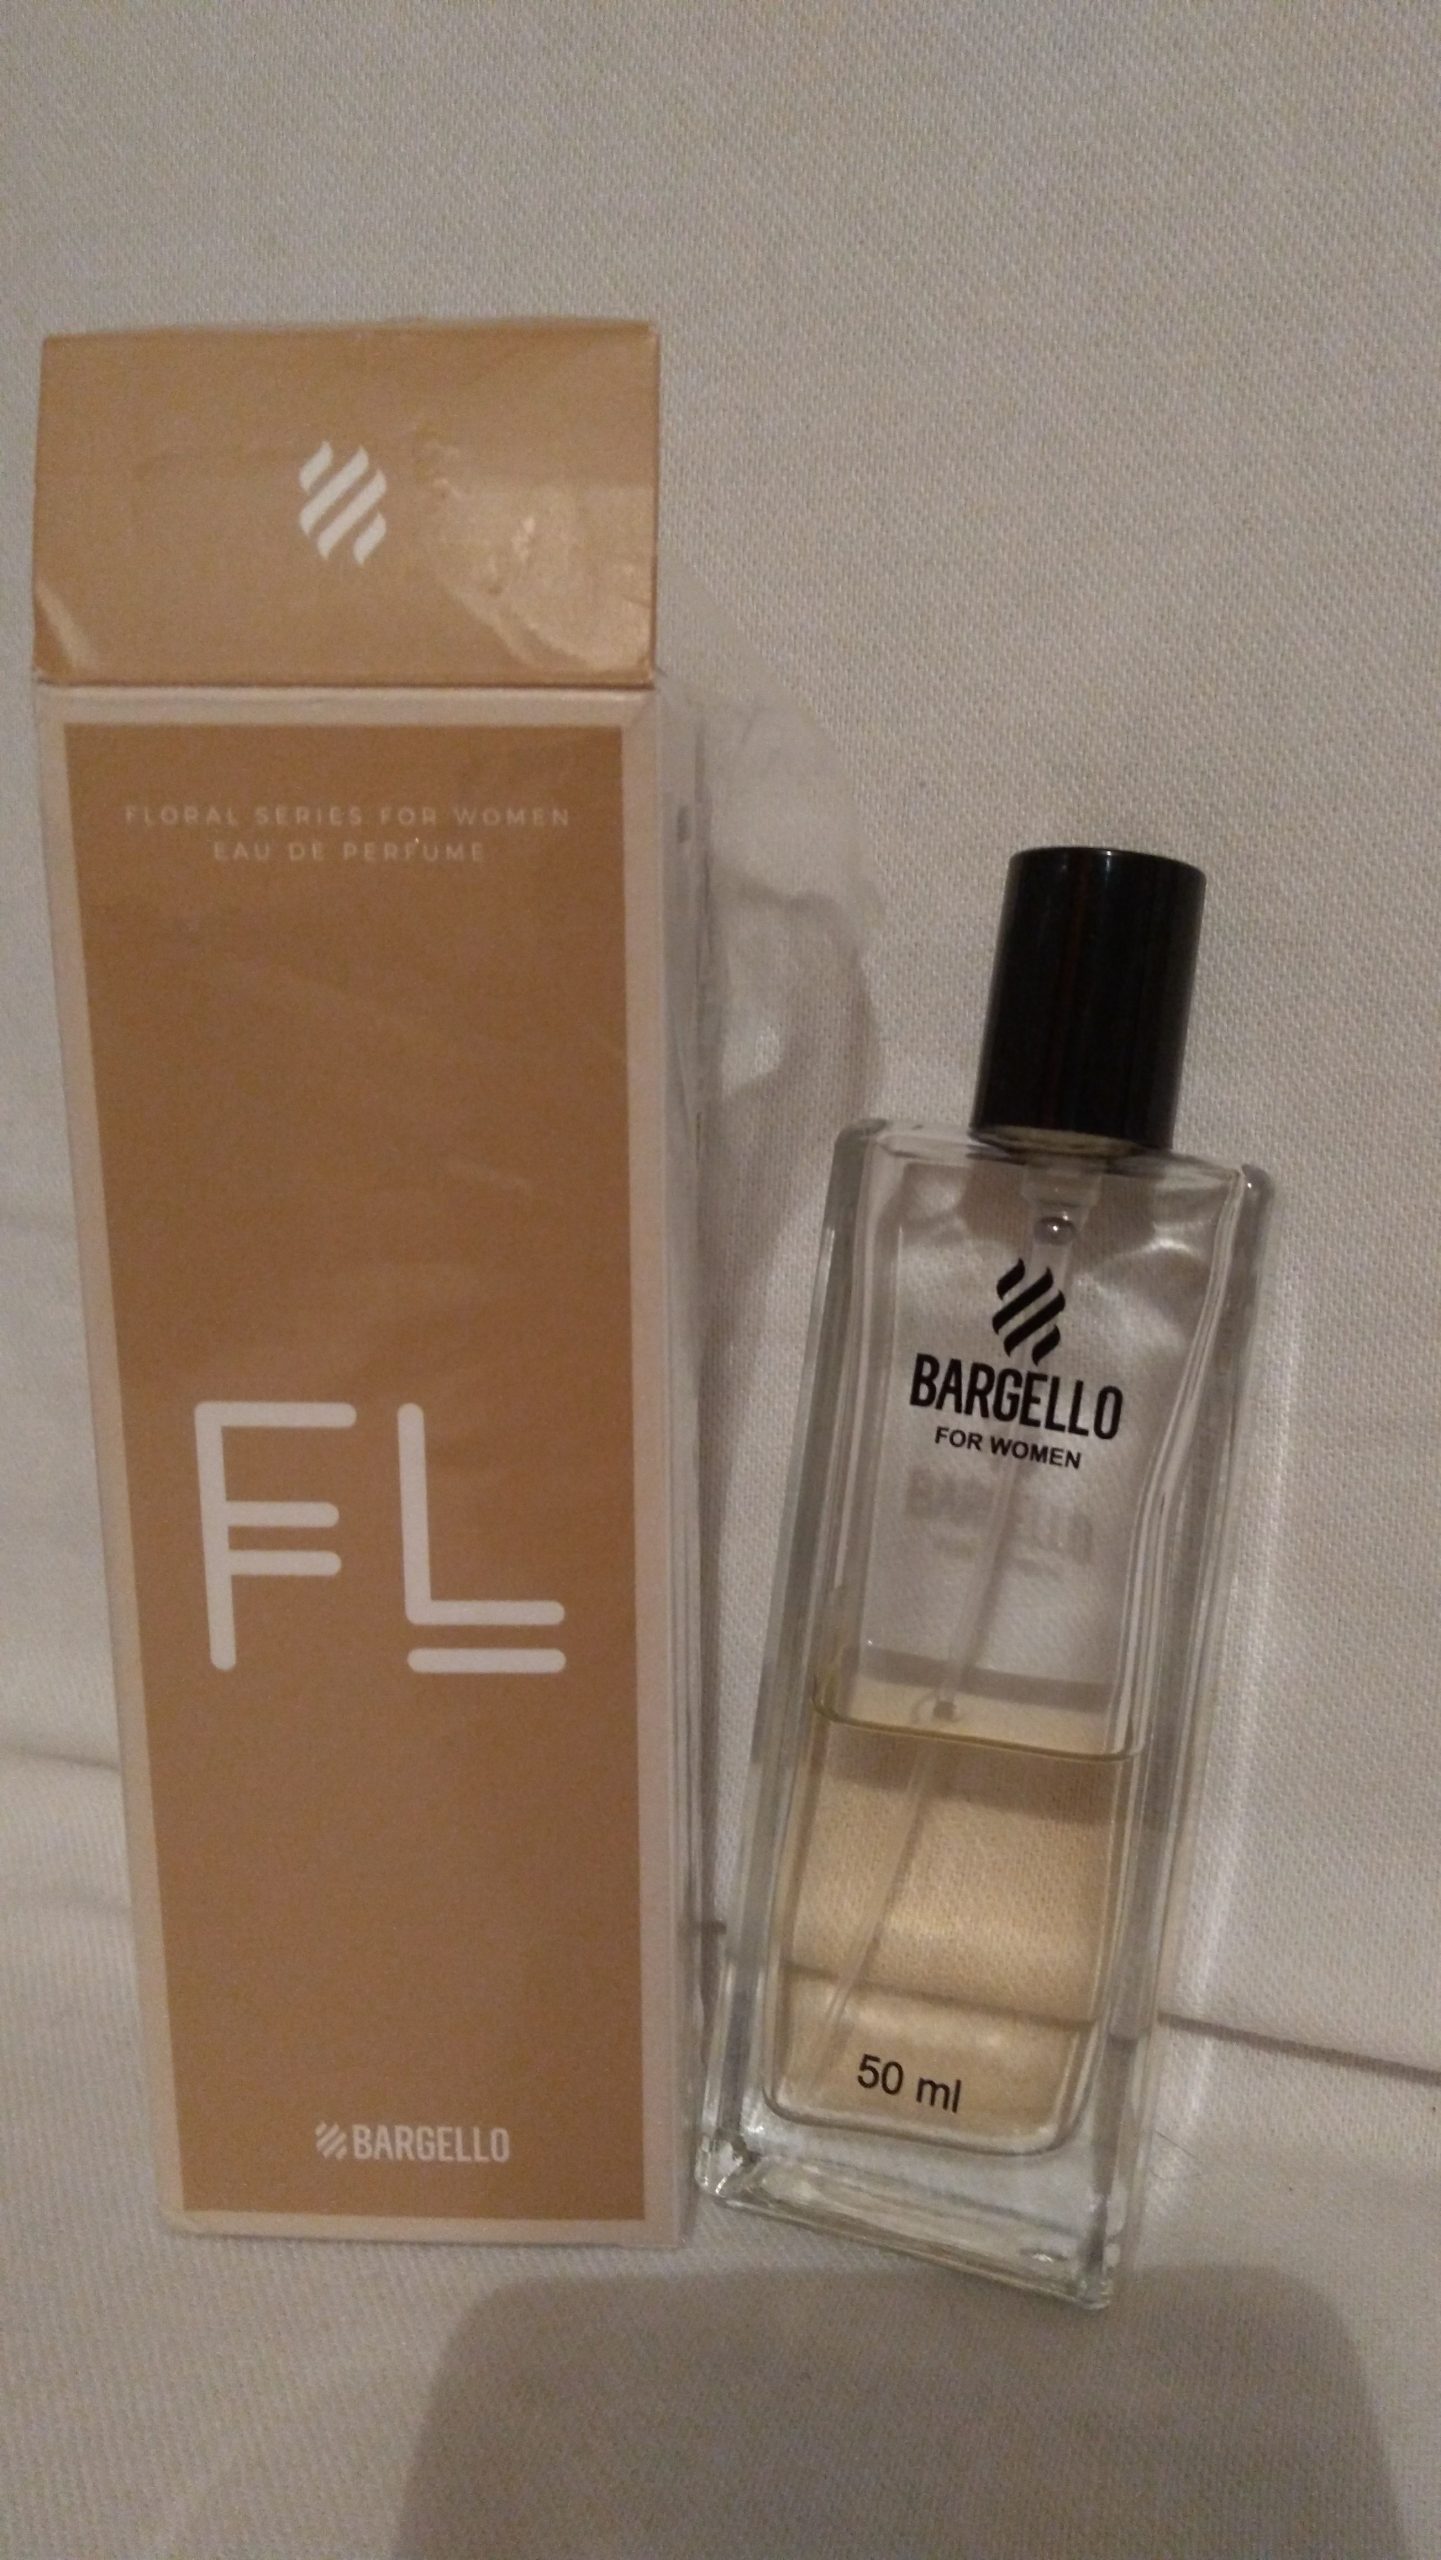 FLORAL SERIES FOR WOMEN
EAU DE PERFUME
FL
BARGELLO
BARGELLO
FOR WOMEN
50 ml